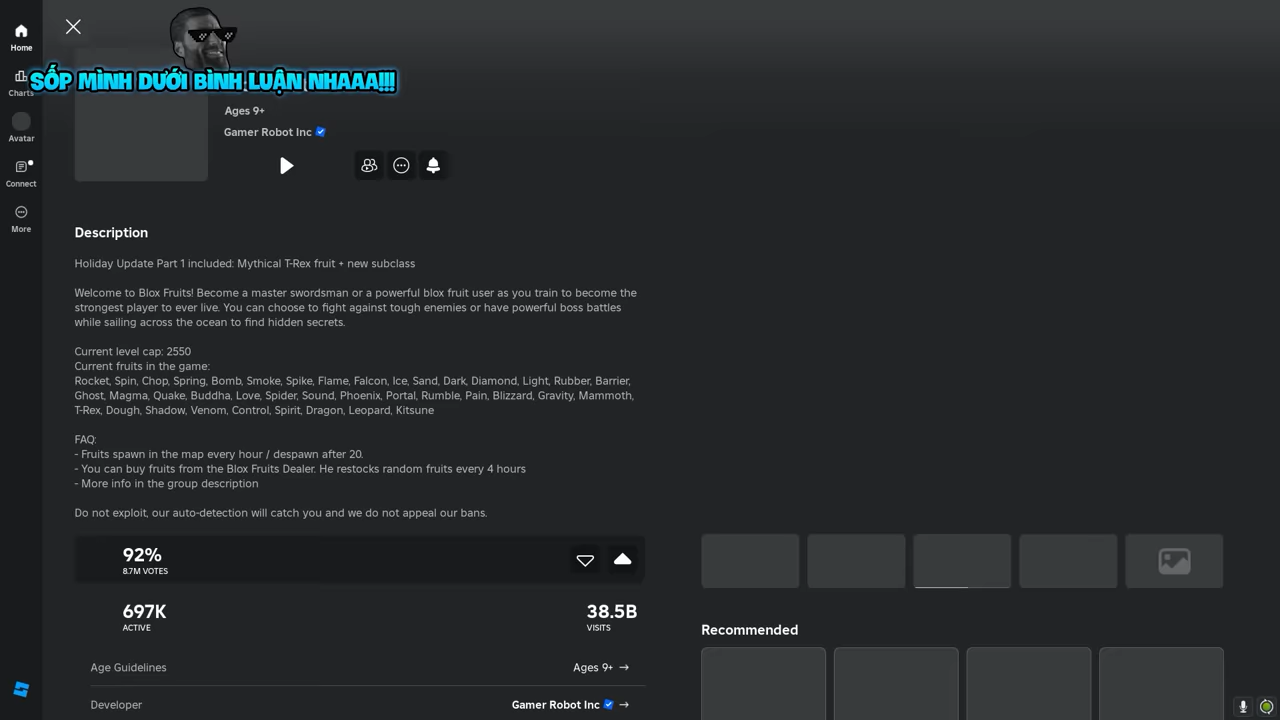 Home
Charts
Avatar
Connect
More
SỐP MÌNH DƯỚI BÌNH LUẬN NHAAA!!!
Ages 9+
Gamer Robot Inc
Description
Holiday Update Part 1 included: Mythical T-Rex fruit + new subclass
Welcome to Blox Fruits! Become a master swordsman or a powerful blox fruit user as you train to become the
strongest player to ever live. You can choose to fight against tough enemies or have powerful boss battles
while sailing across the ocean to find hidden secrets.
Current level cap: 2550
Current fruits in the game:
Rocket, Spin, Chop, Spring, Bomb, Smoke, Spike, Flame, Falcon, Ice, Sand, Dark, Diamond, Light, Rubber, Barrier,
Ghost, Magma, Quake, Buddha, Love, Spider, Sound, Phoenix, Portal, Rumble, Pain, Blizzard, Gravity, Mammoth,
T-Rex, Dough, Shadow, Venom, Control, Spirit, Dragon, Leopard, Kitsune
FAQ:
- Fruits spawn in the map every hour / despawn after 20.
- You can buy fruits from the Blox Fruits Dealer. He restocks random fruits every 4 hours
- More info in the group description
Do not exploit, our auto-detection will catch you and we do not appeal our bans.
92%
8.7M VOTES
697K
ACTIVE
38.5B
VISITS
Age Guidelines
Ages 9+
Developer
Gamer Robot Inc
Recommended